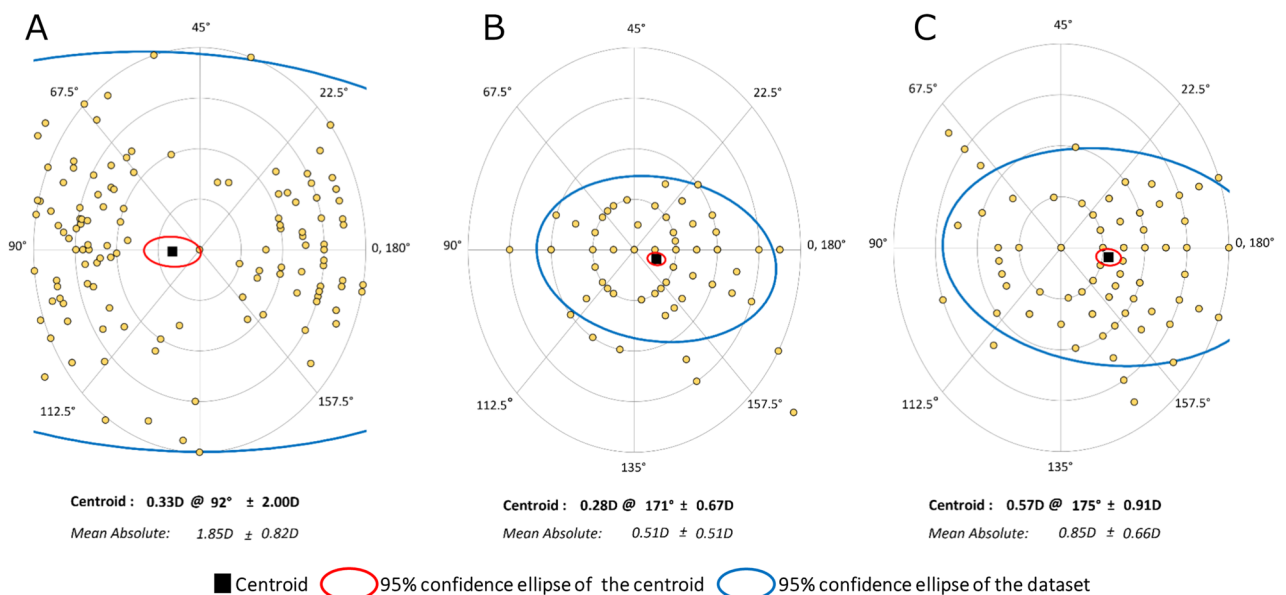 A
45°
67.5°
22.5°
90°
0, 180°
112.5°
157.5°
Centroid : 0.33D @ 92° ± 2.00D
Mean Absolute: 1.85D ± 0.82D
B
45°
67.5°
22.5°
90°
0, 180°
112.5°
157.5°
135°
Centroid : 0.28D @ 171° ± 0.67D
Mean Absolute: 0.51D ± 0.51D
C
45°
67.5°
22.5°
90°
0, 180°
112.5°
157.5°
135°
Centroid : 0.57D @ 175° ± 0.91D
Mean Absolute: 0.85D ± 0.66D
Centroid
95% confidence ellipse of the centroid
95% confidence ellipse of the dataset